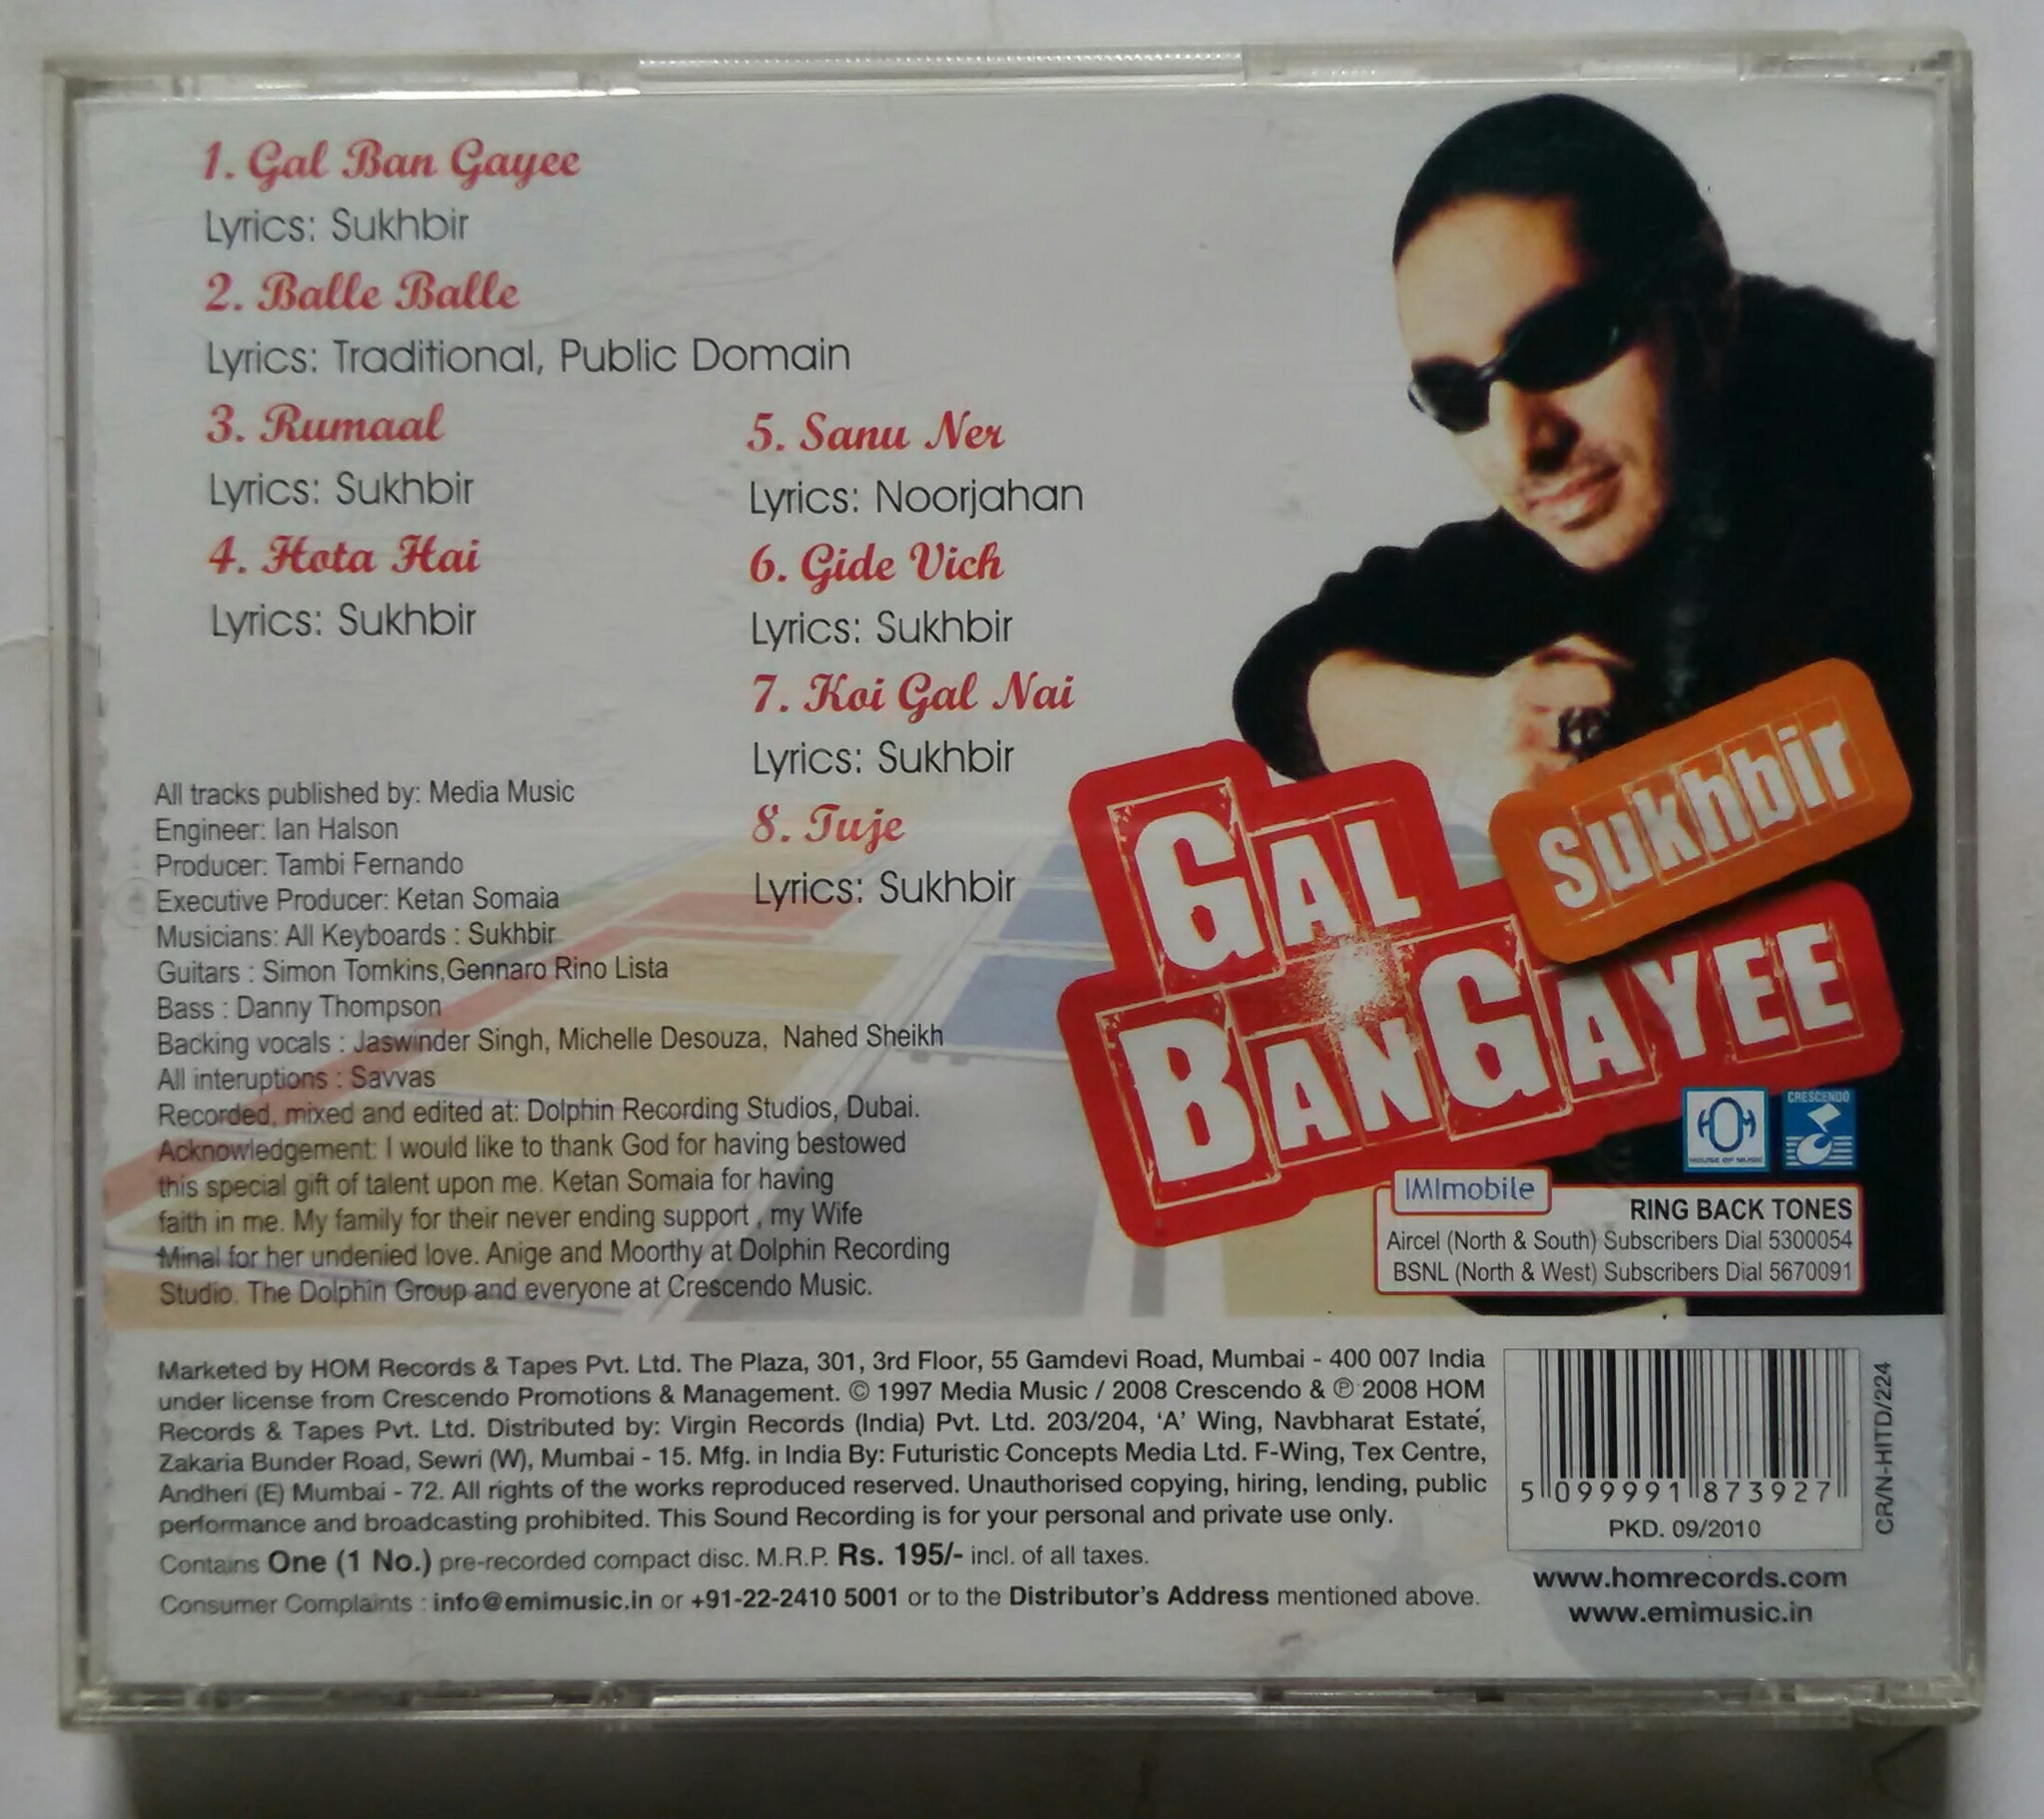 1. Gal Ban Gayee
Lyrics: Sukhbir
2. Balle Balle
Lyrics: Traditional, Public Domain
3. Rumaal
Lyrics: Sukhbir
4. Hota Hai
Lyrics: Sukhbir
5. Sanu Ner
Lyrics: Noorjahan
6. Gide Vich
Lyrics: Sukhbir
7. Koi Gal Nai
Lyrics: Sukhbir
8. Tuje
Lyrics: Sukhbir
All tracks published by: Media Music
Engineer: Ian Halson
Producer: Tambi Fernando
Executive Producer: Ketan Somaia
Musicians: All Keyboards : Sukhbir
Guitars : Simon Tomkins,Gennaro Rino Lista
Bass : Danny Thompson
Backing vocals : Jaswinder Singh, Michelle Desouza, Nahed Sheikh
All interuptions : Savvas
Recorded, mixed and edited at: Dolphin Recording Studios, Dubai.
Acknowledgement: I would like to thank God for having bestowed
this special gift of talent upon me. Ketan Somaia for having
faith in me. My family for their never ending support , my Wife
Minal for her undenied love. Anige and Moorthy at Dolphin Recording
Studio. The Dolphin Group and everyone at Crescendo Music.
Sukhbir
GAL
BANGAYEE
HOM
HOUSE OF MUSIC
CRESCENDO
IMImobile
RING BACK TONES
Aircel (North & South) Subscribers Dial 5300054
BSNL (North & West) Subscribers Dial 5670091
Marketed by HOM Records & Tapes Pvt. Ltd. The Plaza, 301, 3rd Floor, 55 Gamdevi Road, Mumbai - 400 007 India
under license from Crescendo Promotions & Management. © 1997 Media Music / 2008 Crescendo & ℗ 2008 HOM
Records & Tapes Pvt. Ltd. Distributed by: Virgin Records (India) Pvt. Ltd. 203/204, ‘A’ Wing, Navbharat Estate,
Zakaria Bunder Road, Sewri (W), Mumbai - 15. Mfg. in India By: Futuristic Concepts Media Ltd. F-Wing, Tex Centre,
Andheri (E) Mumbai - 72. All rights of the works reproduced reserved. Unauthorised copying, hiring, lending, public
performance and broadcasting prohibited. This Sound Recording is for your personal and private use only.
Contains One (1 No.) pre-recorded compact disc. M.R.P. Rs. 195/- incl. of all taxes.
Consumer Complaints : info@emimusic.in or +91-22-2410 5001 or to the Distributor's Address mentioned above.
5 099991 873927
PKD. 09/2010
CR/N-HITD/224
www.homrecords.com
www.emimusic.in